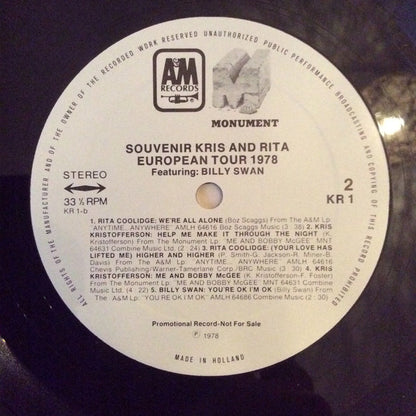 ALL RIGHTS OF THE MANUFACTURER AND OF THE OWNER OF THE RECORDED WORK RESERVED UNAUTHORIZED PUBLIC PERFORMANCE BROADCASTING AND COPYING OF THIS RECORD PROHIBITED
A&M
RECORDS
MONUMENT
SOUVENIR KRIS AND RITA
EUROPEAN TOUR 1978
Featuring: BILLY SWAN
STEREO
33 ⅓ RPM
KR 1-b
2
KR 1
1. RITA COOLIDGE: WE'RE ALL ALONE (Boz Scaggs) From The A&M Lp.
ANYTIME.. ANYWHERE" AMLH 64616 Boz Scaggs Music (3 : 38) 2. KRIS
KRISTOFFERSON: HELP ME MAKE IT THROUGH THE NIGHT (K.
Kristofferson) From The Monument Lp: 'ME AND BOBBY McGEE' MNT
64631 Combine Music (2 : 24) 3. RITA COOLIDGE: (YOUR LOVE HAS
LIFTED ME) HIGHER AND HIGHER (P. Smith-G. Jackson-R. Miner-B.
Davis) From The A&M Lp: ' ANYTIME... ANYWHERE' AMLH 64616
Chevis Publishing/Warner-Tamerlane Corp./BRC Music (3 : 30) 4. KRIS
KRISTOFFERSON: ME AND BOBBY McGEE (K. Kristofferson-F. Foster)
From The Monument Lp: 'ME AND BOBBY McGEE' MNT 64631 Combine
Music Ltd. (4 : 22) 5. BILLY SWAN: YOU'RE OK I'M OK (Billy Swan) From
The A&M Lp: 'YOU'RE OK I'M OK" AMLH 64686 Combine Music (2 : 30)
Promotional Record-Not For Sale
℗ 1978
MADE IN HOLLAND